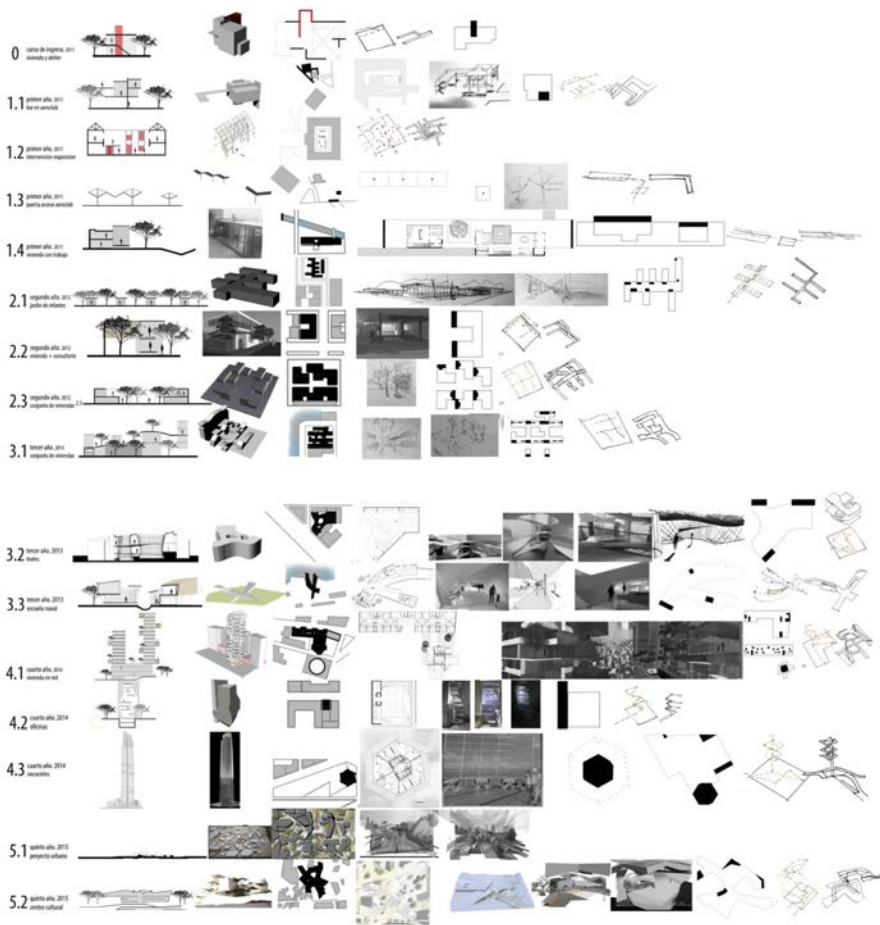 0 curso de ingreso. 2011
vivienda y atelier
1.1 primer año. 2011
bar en aeroclub
1.2 primer año. 2011
intervencion-exposicion
1.3 primer año. 2011
puerta acceso aeroclub
1.4 primer año. 2011
vivienda con trabajo
2.1 segundo año. 2012
jardin de infantes
2.2 segundo año. 2012
vivienda + consultorio
2.3 segundo año. 2012
conjunto de viviendas 2.3
3.1 tercer año. 2013
conjunto de viviendas
3.2 tercer año. 2013
teatro.
3.3 tercer año. 2013
escuela naval
4.1 cuarto año. 2014
vivienda en red
4.2 cuarto año. 2014
oficinas
4.3 cuarto año. 2014
rascacielos.
5.1 quinto año. 2015
proyecto urbano
5.2 quinto año. 2015
centro cultural